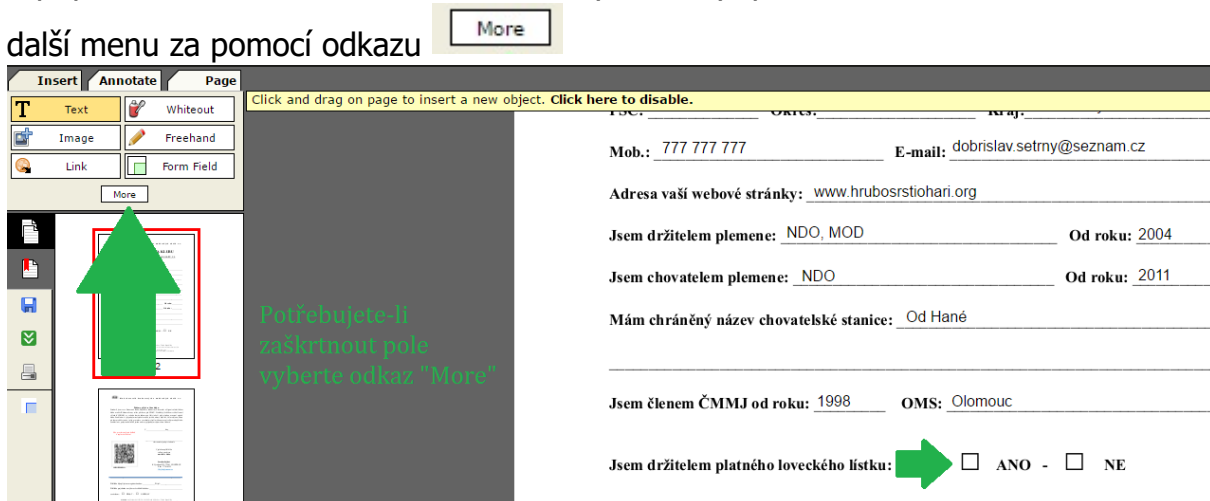 další menu za pomocí odkazu More
Insert Annotate Page
Click and drag on page to insert a new object. Click here to disable.
Text Whiteout
Image Freehand
Link Form Field
More
Mob.: 777 777 777 E-mail: dobrislav.setrny@seznam.cz
Adresa vaší webové stránky: www.hrubosrstiohari.org
Jsem držitelem plemene: NDO, MOD Od roku: 2004
Jsem chovatelem plemene: NDO Od roku: 2011
Mám chráněný název chovatelské stanice: Od Hané
Potřebujete-li
zaškrtnout pole
vyberte odkaz "More"
2
Jsem členem ČMMJ od roku: 1998 OMS: Olomouc
Jsem držitelem platného loveckého lístku: ANO - NE